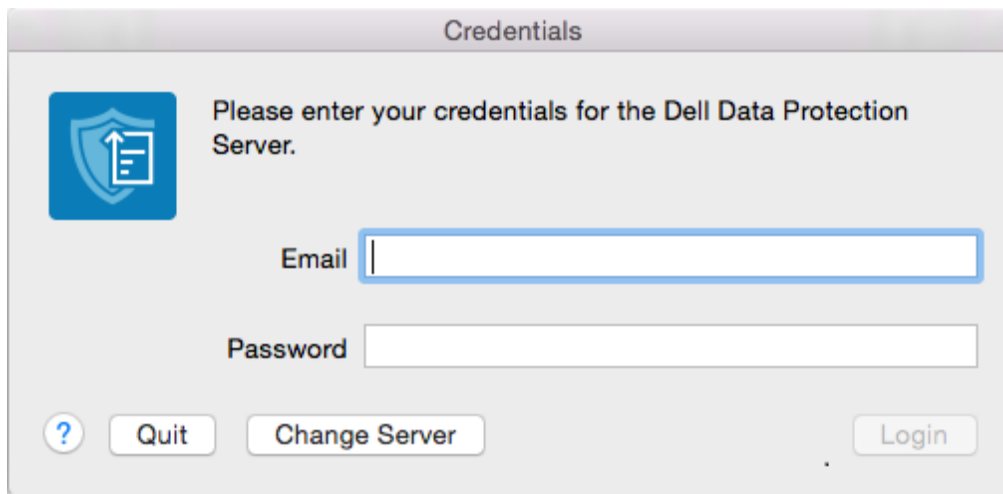 Credentials
Please enter your credentials for the Dell Data Protection
Server.
Email
Password
? Quit Change Server Login